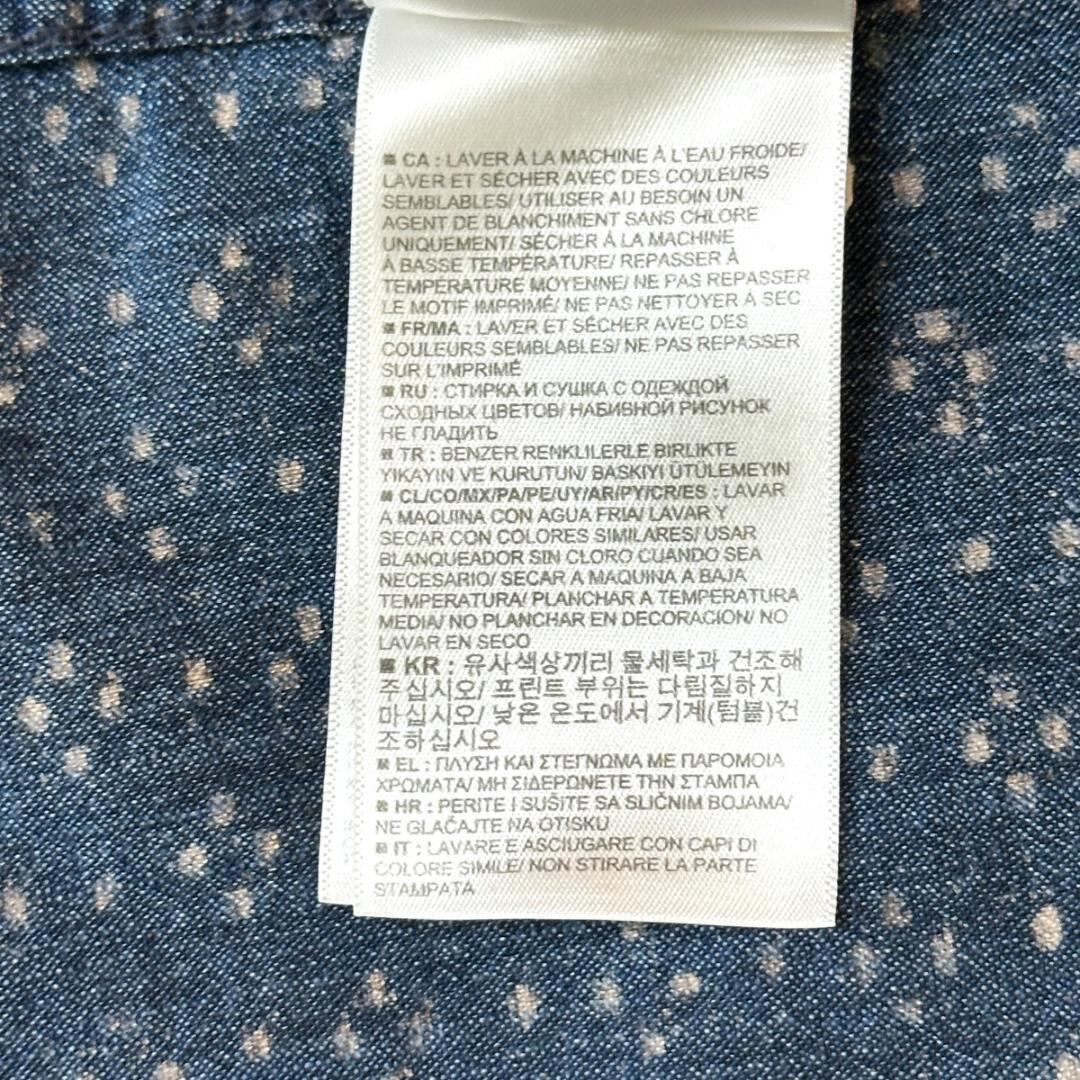 CA : LAVER À LA MACHINE À L'EAU FROIDE/
LAVER ET SÉCHER AVEC DES COULEURS
SEMBLABLES/ UTILISER AU BESOIN UN
AGENT DE BLANCHIMENT SANS CHLORE
UNIQUEMENT/ SÉCHER À LA MACHINE
À BASSE TEMPÉRATURE/ REPASSER À
TEMPÉRATURE MOYENNE/ NE PAS REPASSER
LE MOTIF IMPRIMÉ/ NE PAS NETTOYER À SEC
FR/MA : LAVER ET SÉCHER AVEC DES
COULEURS SEMBLABLES/ NE PAS REPASSER
SUR L'IMPRIMÉ
RU : СТИРКА И СУШКА С ОДЕЖДОЙ
СХОДНЫХ ЦВЕТОВ/ НАБИВНОЙ РИСУНОК
НЕ ГЛАДИТЬ
TR : BENZER RENKLILERLE BIRLIKTE
YIKAYIN VE KURUTUN/ BASKIYI ÜTÜLEMEYIN
CL/CO/MX/PA/PE/UY/AR/PY/CR/ES : LAVAR
A MAQUINA CON AGUA FRIA/ LAVAR Y
SECAR CON COLORES SIMILARES/ USAR
BLANQUEADOR SIN CLORO CUANDO SEA
NECESARIO/ SECAR A MAQUINA A BAJA
TEMPERATURA/ PLANCHAR A TEMPERATURA
MEDIA/ NO PLANCHAR EN DECORACION/ NO
LAVAR EN SECO
KR : 유사색상끼리 물세탁과 건조해
주십시오/ 프린트 부위는 다림질하지
마십시오/ 낮은 온도에서 기계(텀블)건
조하십시오
EL : ΠΛΥΣΗ ΚΑΙ ΣΤΕΓΝΩΜΑ ΜΕ ΠΑΡΟΜΟΙΑ
ΧΡΩΜΑΤΑ/ ΜΗ ΣΙΔΕΡΩΝΕΤΕ ΤΗΝ ΣΤΑΜΠΑ
HR : PERITE I SUŠITE SA SLIČNIM BOJAMA/
NE GLAČAJTE NA OTISKU
IT : LAVARE E ASCIUGARE CON CAPI DI
COLORE SIMILE/ NON STIRARE LA PARTE
STAMPATA